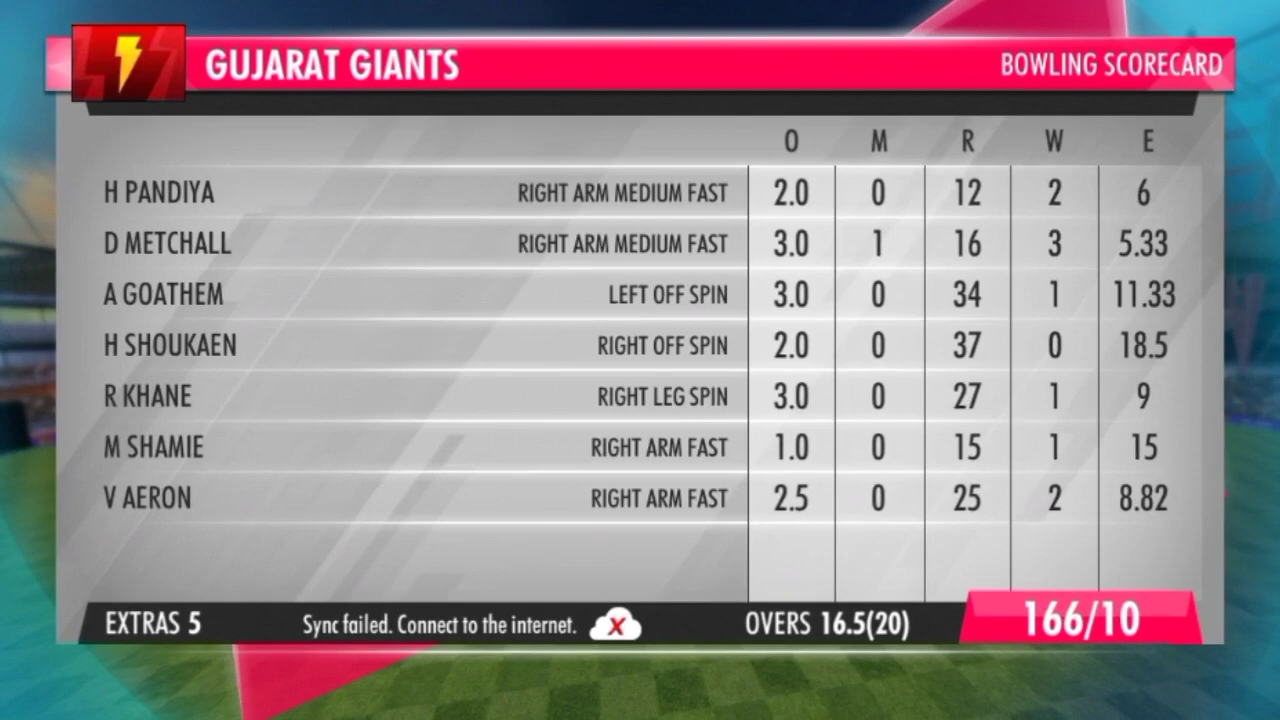 GUJARAT GIANTS BOWLING SCORECARD
O M R W E
H PANDIYA RIGHT ARM MEDIUM FAST 2.0 0 12 2 6
D METCHALL RIGHT ARM MEDIUM FAST 3.0 1 16 3 5.33
A GOATHEM LEFT OFF SPIN 3.0 0 34 1 11.33
H SHOUKAEN RIGHT OFF SPIN 2.0 0 37 0 18.5
R KHANE RIGHT LEG SPIN 3.0 0 27 1 9
M SHAMIE RIGHT ARM FAST 1.0 0 15 1 15
V AERON RIGHT ARM FAST 2.5 0 25 2 8.82
EXTRAS 5 Sync failed. Connect to the internet. X OVERS 16.5(20) 166/10